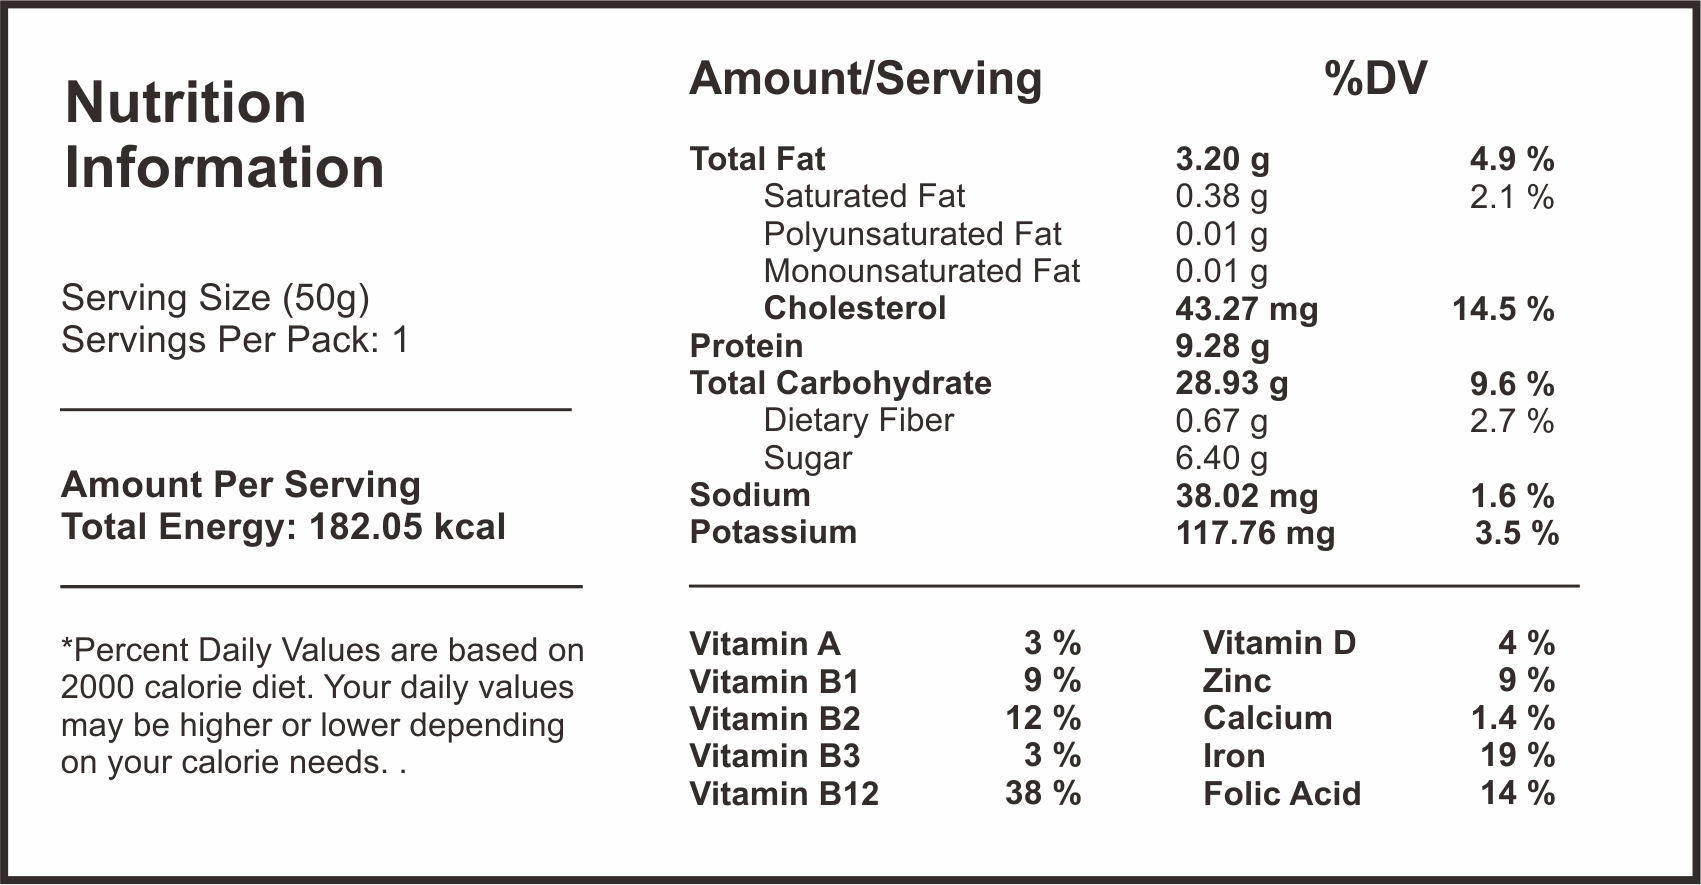 Nutrition
Information
Serving Size (50g)
Servings Per Pack: 1
Amount Per Serving
Total Energy: 182.05 kcal
*Percent Daily Values are based on
2000 calorie diet. Your daily values
may be higher or lower depending
on your calorie needs. .
Amount/Serving %DV
Total Fat 3.20 g 4.9 %
Saturated Fat 0.38 g 2.1 %
Polyunsaturated Fat 0.01 g
Monounsaturated Fat 0.01 g
Cholesterol 43.27 mg 14.5 %
Protein 9.28 g
Total Carbohydrate 28.93 g 9.6 %
Dietary Fiber 0.67 g 2.7 %
Sugar 6.40 g
Sodium 38.02 mg 1.6 %
Potassium 117.76 mg 3.5 %
Vitamin A 3 % Vitamin D 4 %
Vitamin B1 9 % Zinc 9 %
Vitamin B2 12 % Calcium 1.4 %
Vitamin B3 3 % Iron 19 %
Vitamin B12 38 % Folic Acid 14 %